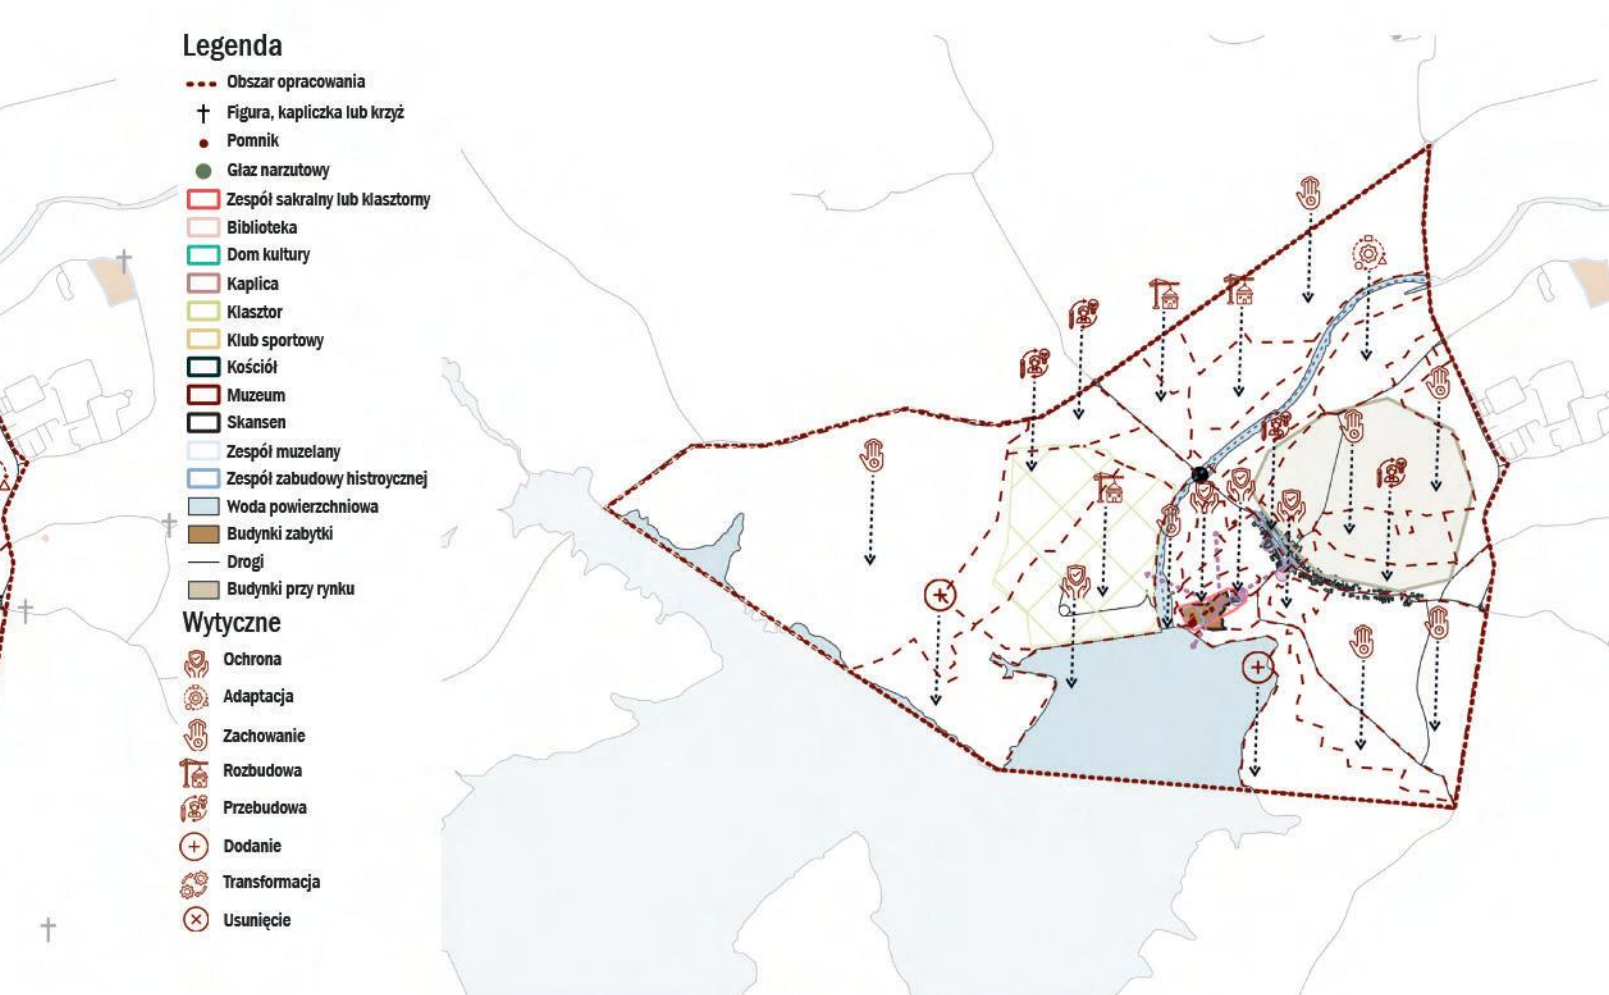 Legenda
Obszar opracowania
Figura, kapliczka lub krzyż
Pomnik
Głaz narzutowy
Zespół sakralny lub klasztorny
Biblioteka
Dom kultury
Kaplica
Klasztor
Klub sportowy
Kościół
Muzeum
Skansen
Zespół muzelany
Zespół zabudowy histroycznej
Woda powierzchniowa
Budynki zabytki
Drogi
Budynki przy rynku
Wytyczne
Ochrona
Adaptacja
Zachowanie
Rozbudowa
Przebudowa
Dodanie
Transformacja
Usunięcie